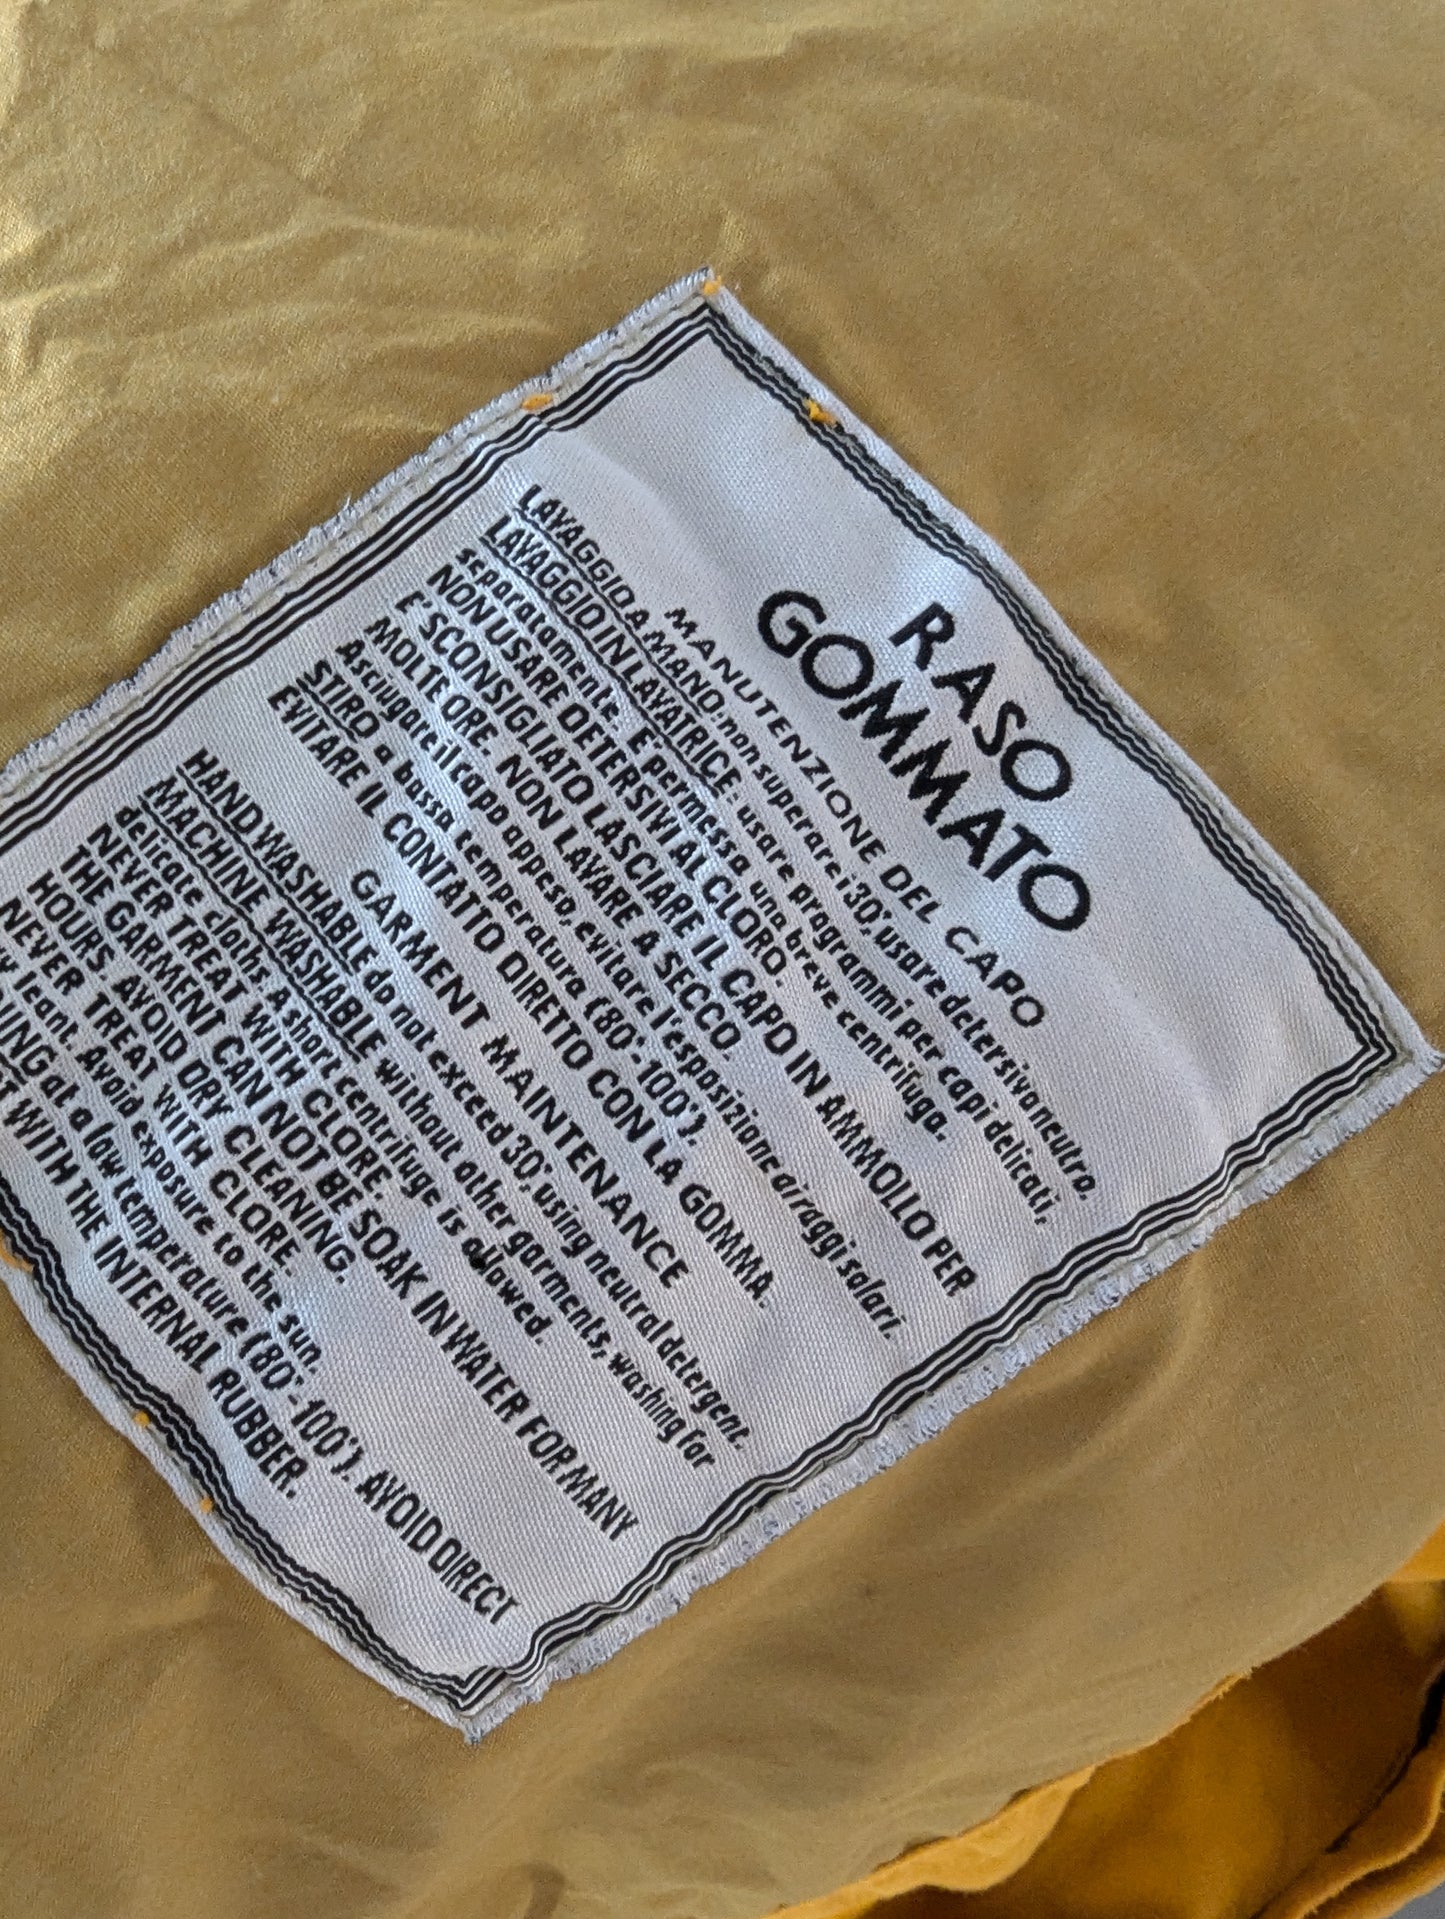 RASO
GOMMATO
MANUTENZIONE DEL CAPO
LAVAGGIO A MANO: non superare i 30°, usare detersivo neutro.
LAVAGGIO IN LAVATRICE: usare programmi per capi delicati,
separatamente. E' permessa una breve centrifuga.
NON USARE DETERSIVI AL CLORO.
E' SCONSIGLIATO LASCIARE IL CAPO IN AMMOLLO PER
MOLTE ORE. NON LAVARE A SECCO.
Asciugare il capo appeso, evitare l'esposizione ai raggi solari.
STIRO a bassa temperatura (80°-100°).
EVITARE IL CONTATTO DIRETTO CON LA GOMMA.
GARMENT MAINTENANCE
HAND WASHABLE do not exceed 30°, using neutral detergent.
MACHINE WASHABLE without other garments, washing for
delicate cloths A short centrifuge is allowed.
NEVER TREAT WITH CLORE.
THE GARMENT CAN NOT BE SOAK IN WATER FOR MANY
HOURS. AVOID DRY CLEANING.
NEVER TREAT WITH CLORE.
leant. Avoid exposure to the sun.
at a low temperature (80°-100°). AVOID DIRECT
WITH THE INTERNAL RUBBER.